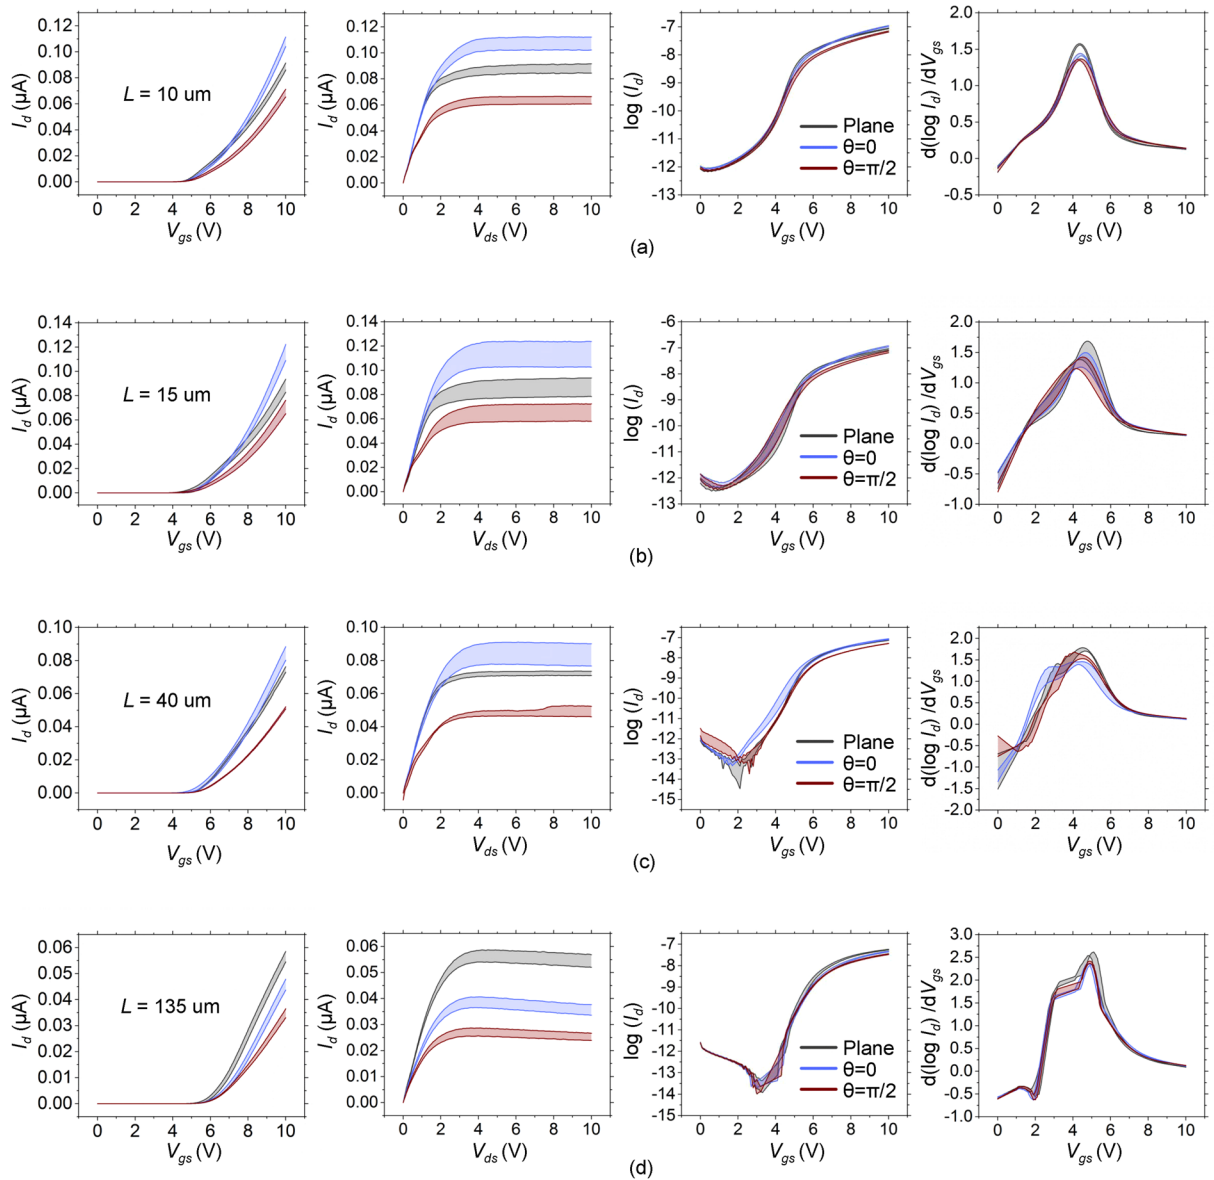 0.12
0.10
0.08
0.06
0.04
0.02
0.00
I_d (µA)
L = 10 um
0 2 4 6 8 10
V_gs (V)
0.12
0.10
0.08
0.06
0.04
0.02
0.00
I_d (µA)
0 2 4 6 8 10
V_ds (V)
-7
-8
-9
-10
-11
-12
-13
log (I_d)
Plane
θ=0
θ=π/2
0 2 4 6 8 10
V_gs (V)
2.0
1.5
1.0
0.5
0.0
-0.5
d(log I_d) /dV_gs
0 2 4 6 8 10
V_gs (V)
(a)
0.14
0.12
0.10
0.08
0.06
0.04
0.02
0.00
I_d (µA)
L = 15 um
0 2 4 6 8 10
V_gs (V)
0.14
0.12
0.10
0.08
0.06
0.04
0.02
0.00
I_d (µA)
0 2 4 6 8 10
V_ds (V)
-6
-7
-8
-9
-10
-11
-12
-13
log (I_d)
Plane
θ=0
θ=π/2
0 2 4 6 8 10
V_gs (V)
2.0
1.5
1.0
0.5
0.0
-0.5
-1.0
d(log I_d) /dV_gs
0 2 4 6 8 10
V_gs (V)
(b)
0.10
0.08
0.06
0.04
0.02
0.00
I_d (µA)
L = 40 um
0 2 4 6 8 10
V_gs (V)
0.10
0.08
0.06
0.04
0.02
0.00
I_d (µA)
0 2 4 6 8 10
V_ds (V)
-7
-8
-9
-10
-11
-12
-13
-14
-15
log (I_d)
Plane
θ=0
θ=π/2
0 2 4 6 8 10
V_gs (V)
2.0
1.5
1.0
0.5
0.0
-0.5
-1.0
-1.5
-2.0
d(log I_d) /dV_gs
0 2 4 6 8 10
V_gs (V)
(c)
0.06
0.05
0.04
0.03
0.02
0.01
0.00
I_d (µA)
L = 135 um
0 2 4 6 8 10
V_gs (V)
0.06
0.05
0.04
0.03
0.02
0.01
0.00
I_d (µA)
0 2 4 6 8 10
V_ds (V)
-7
-8
-9
-10
-11
-12
-13
-14
-15
log (I_d)
Plane
θ=0
θ=π/2
0 2 4 6 8 10
V_gs (V)
3.0
2.5
2.0
1.5
1.0
0.5
0.0
-0.5
-1.0
d(log I_d) /dV_gs
0 2 4 6 8 10
V_gs (V)
(d)